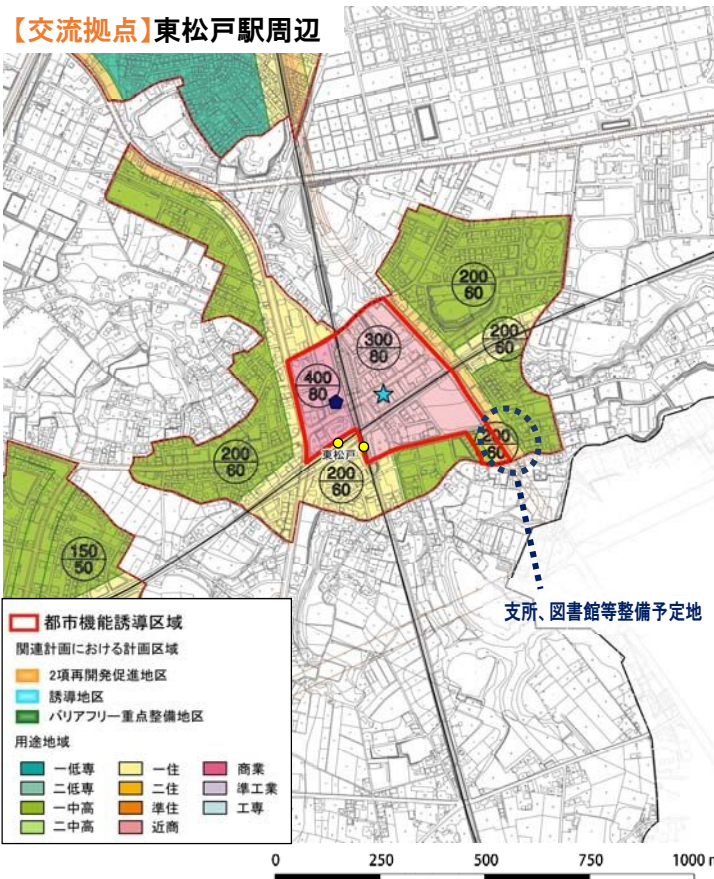 【交流拠点】東松戸駅周辺
200
60
200
60
300
80
400
80
200
60
200
60
東松戸
200
60
150
50
支所、図書館等整備予定地
都市機能誘導区域
関連計画における計画区域
2項再開発促進地区
誘導地区
バリアフリー重点整備地区
用途地域
一低専 一住 商業
二低専 二住 準工業
一中高 準住 工専
二中高 近商
0 250 500 750 1000 m